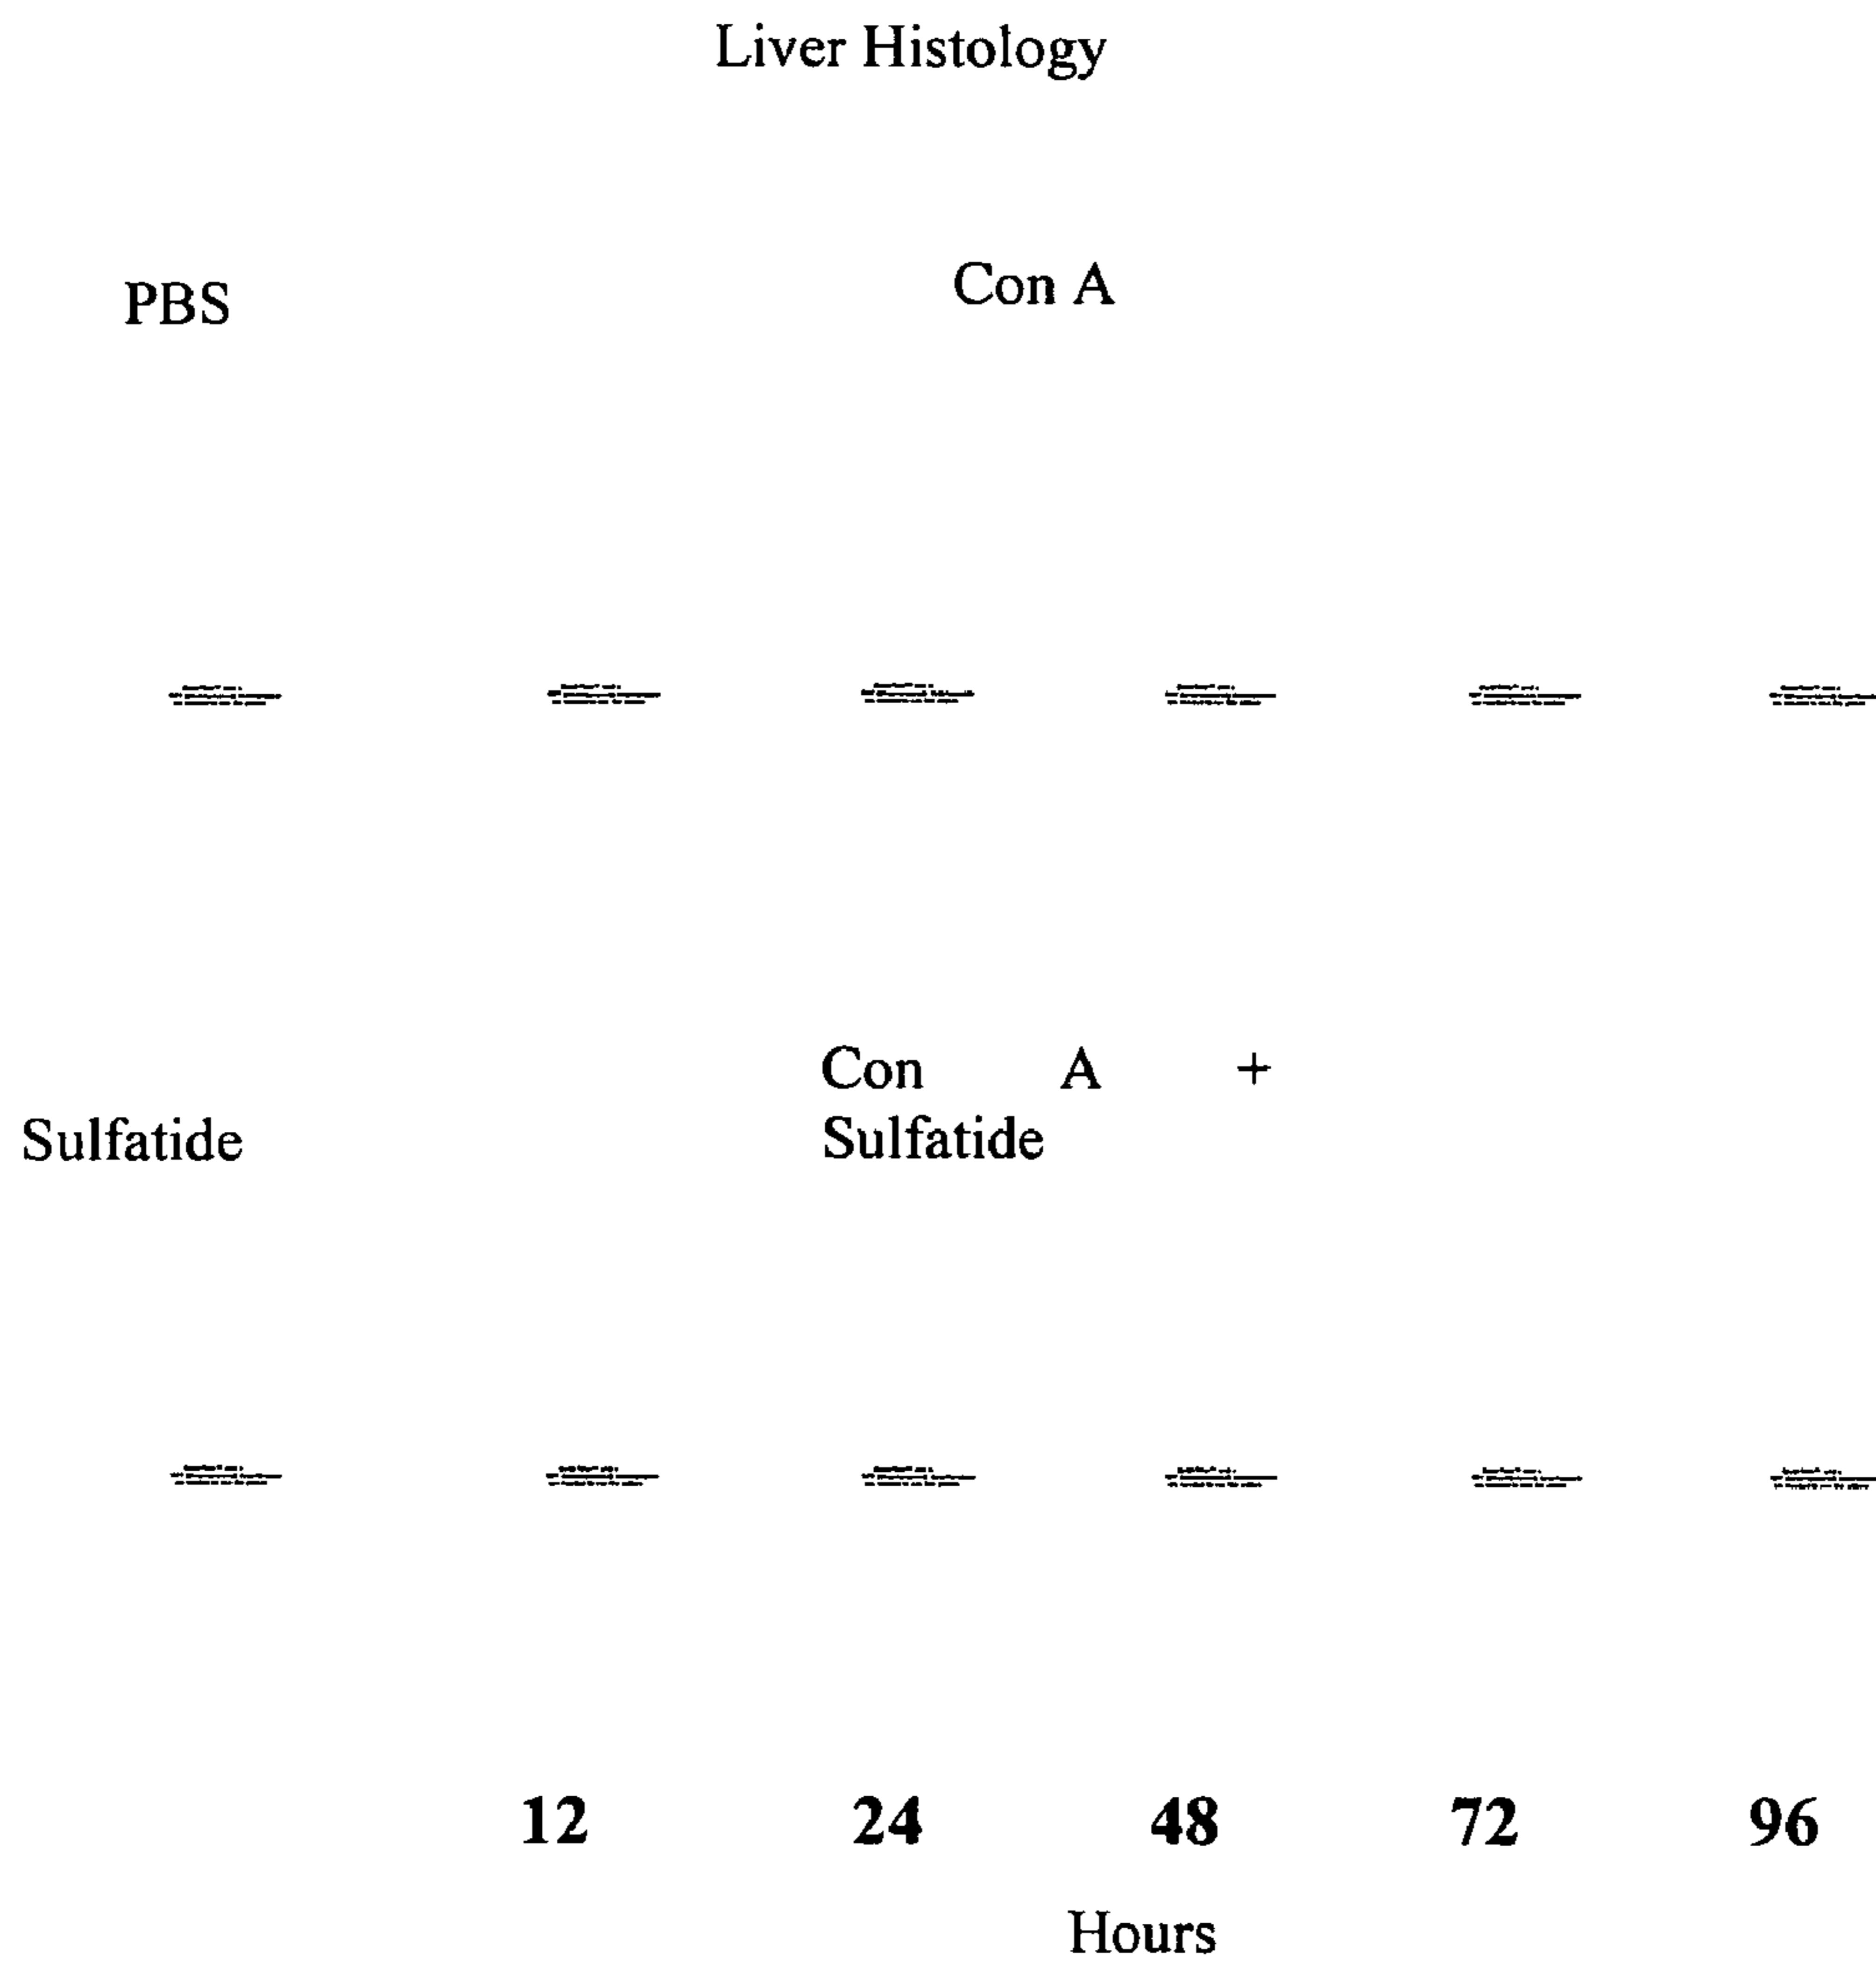 Liver Histology
PBS
Con A
Con A +
Sulfatide
Sulfatide
12 24 48 72 96
Hours